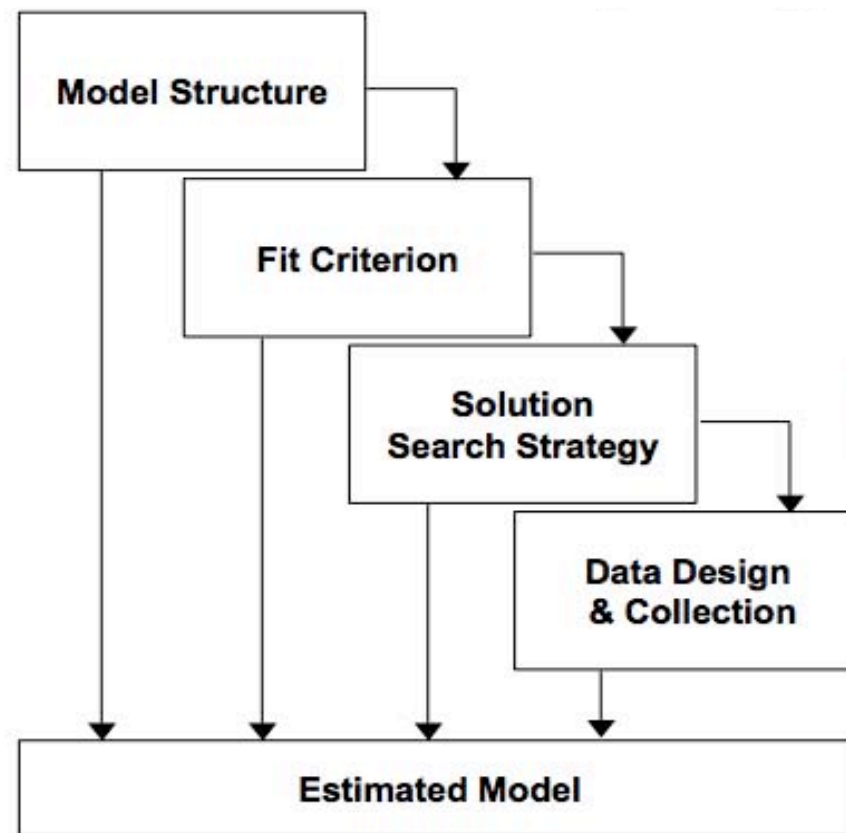 Model Structure
Fit Criterion
Solution
Search Strategy
Data Design
& Collection
Estimated Model